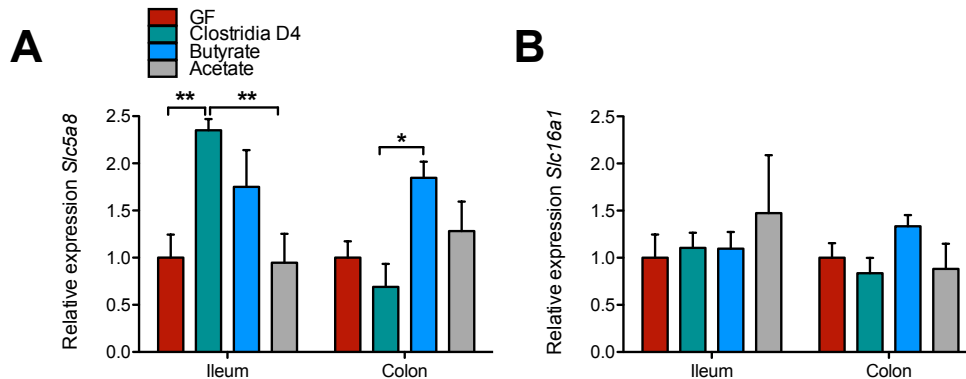 A
GF
Clostridia D4
Butyrate
Acetate
Relative expression Slc5a8
2.5
2.0
1.5
1.0
0.5
0.0
**
**
*
Ileum
Colon
B
Relative expression Slc16a1
2.5
2.0
1.5
1.0
0.5
0.0
Ileum
Colon